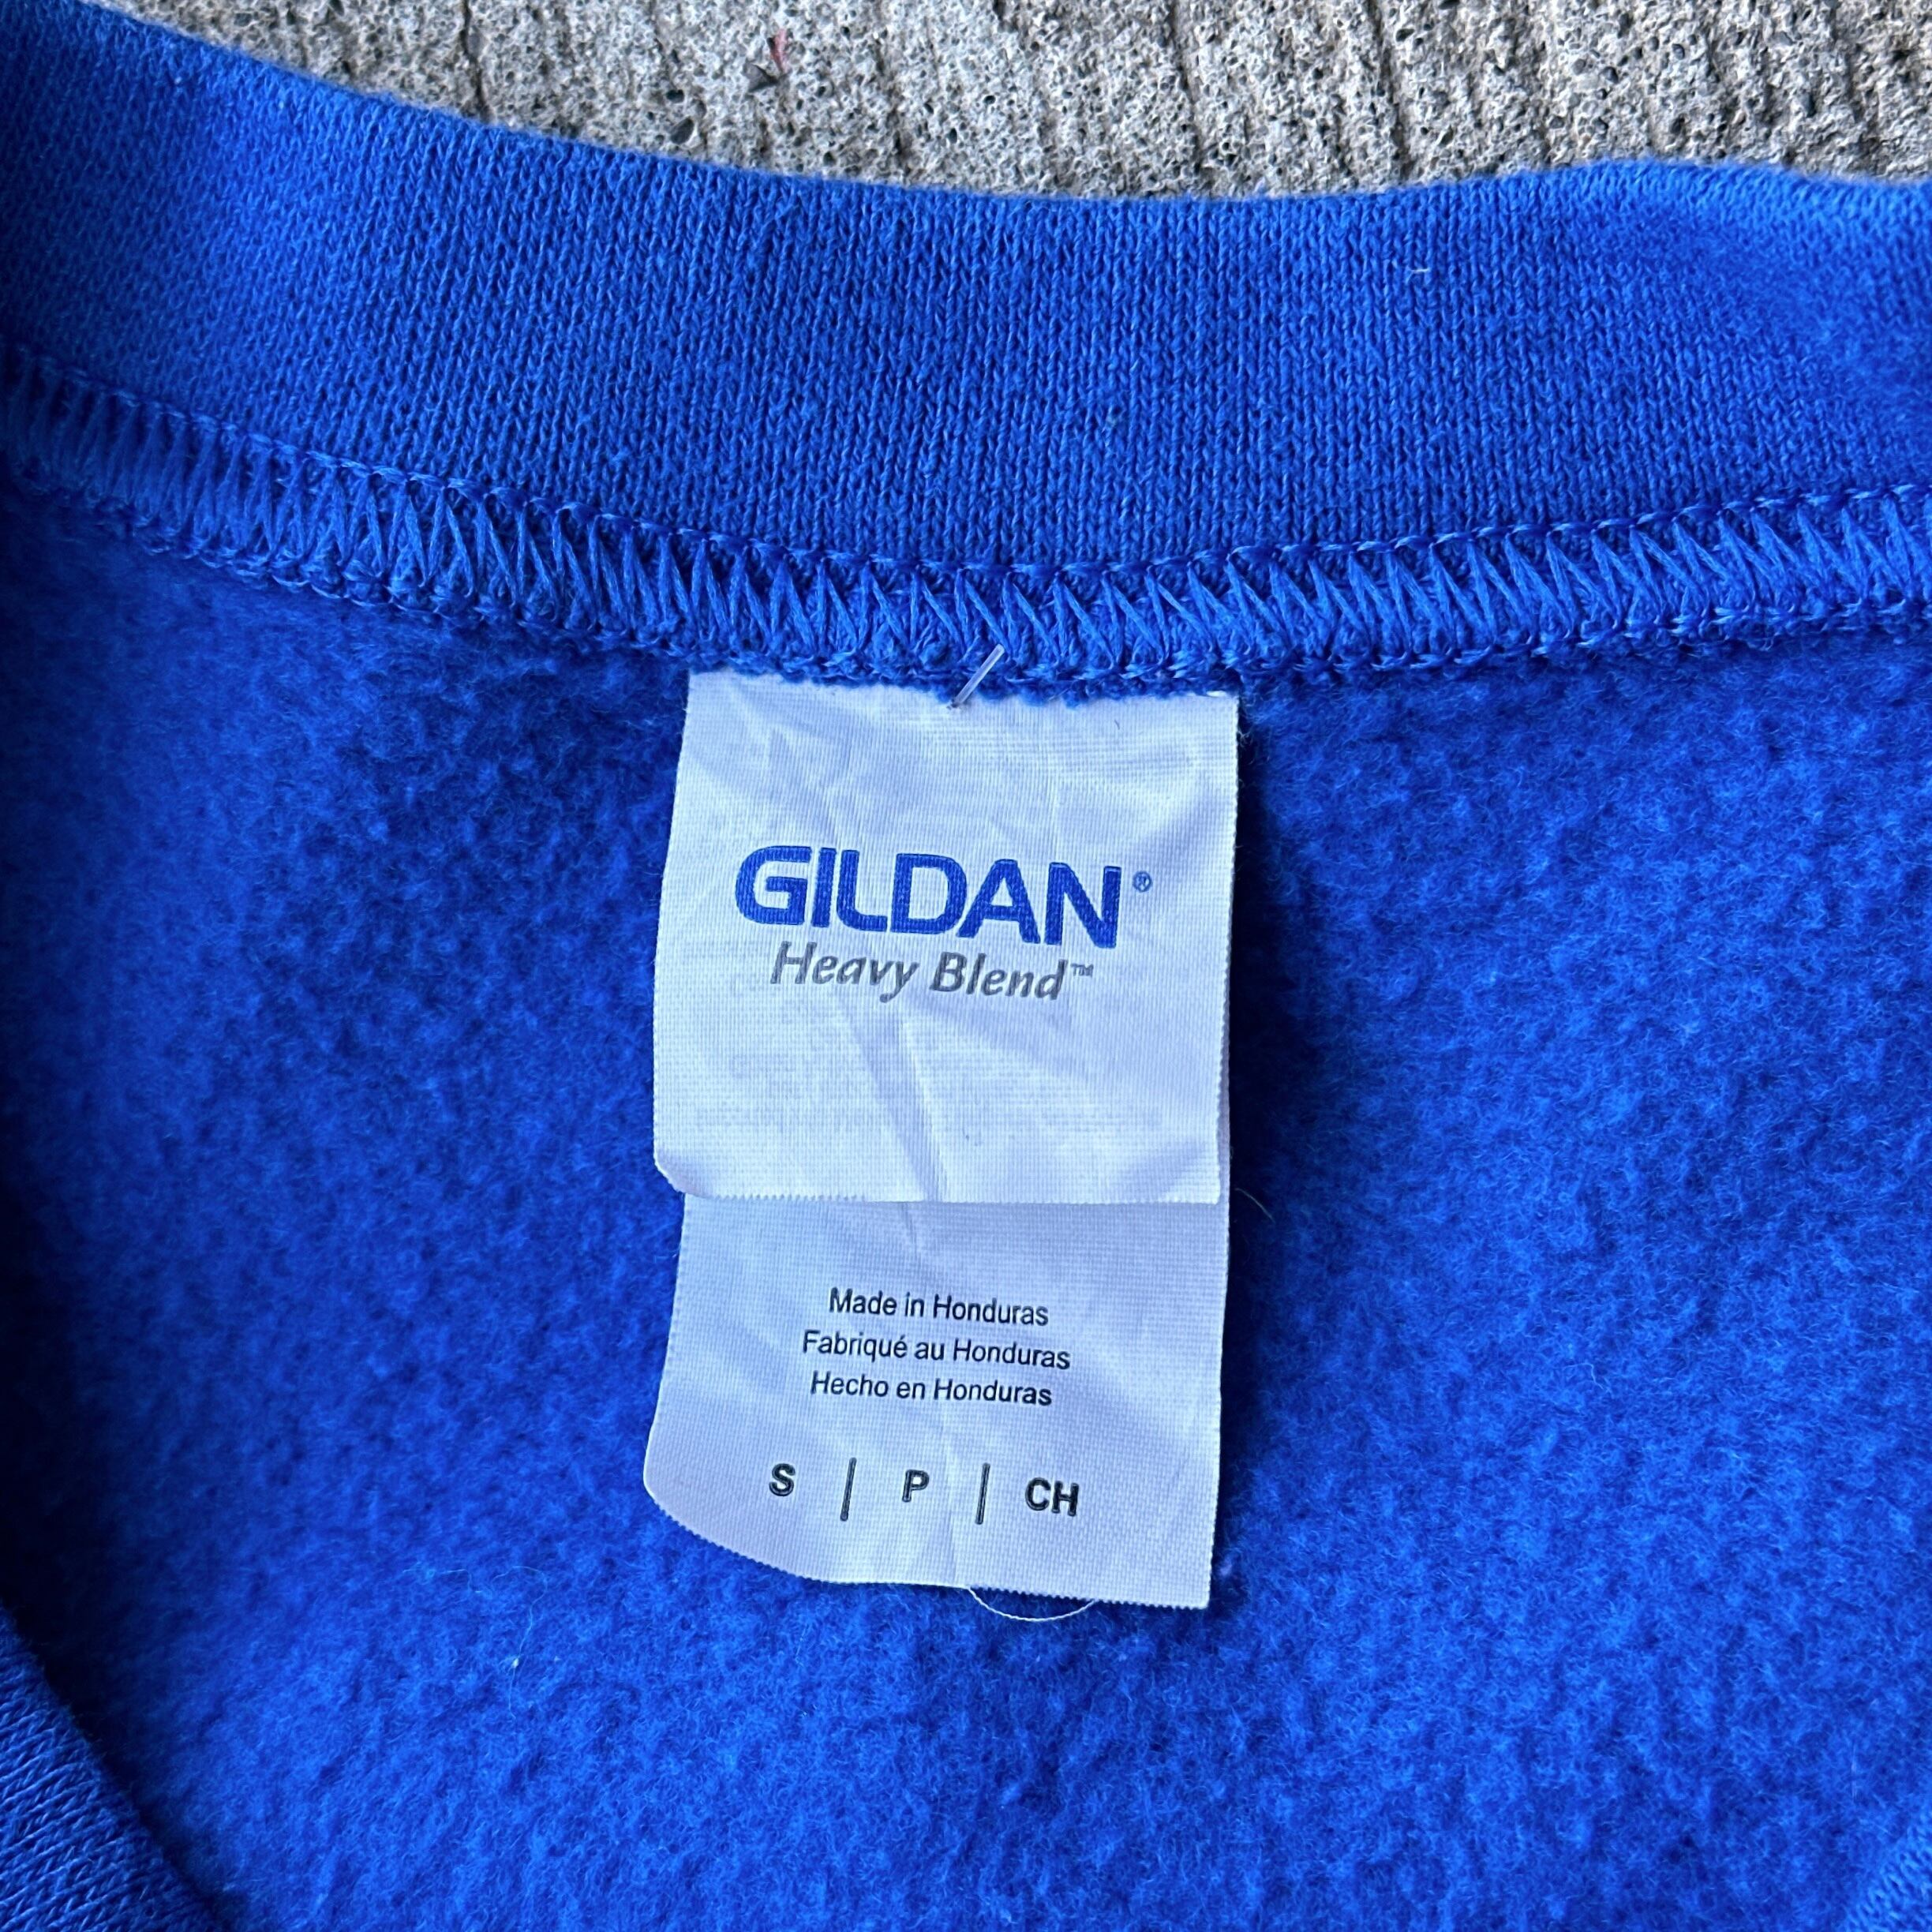 GILDAN®
Heavy Blend™
Made in Honduras
Fabriqué au Honduras
Hecho en Honduras
S | P | CH